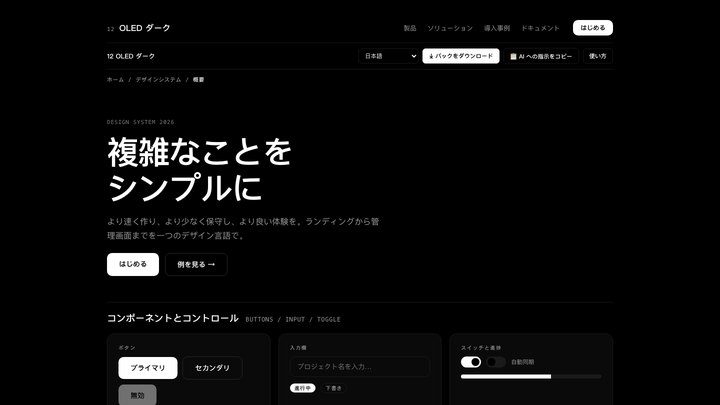 12 OLED ダーク
製品 ソリューション 導入事例 ドキュメント はじめる
12 OLED ダーク
日本語 パックをダウンロード AI への指示をコピー 使い方
ホーム / デザインシステム / 概要
DESIGN SYSTEM 2026
複雑なことを
シンプルに
より速く作り、より少なく保守し、より良い体験を。ランディングから管
理画面までを一つのデザイン言語で。
はじめる 例を見る →
コンポーネントとコントロール BUTTONS / INPUT / TOGGLE
ボタン
プライマリ セカンダリ
無効
入力欄
プロジェクト名を入力...
進行中 下書き
スイッチと進捗
自動同期